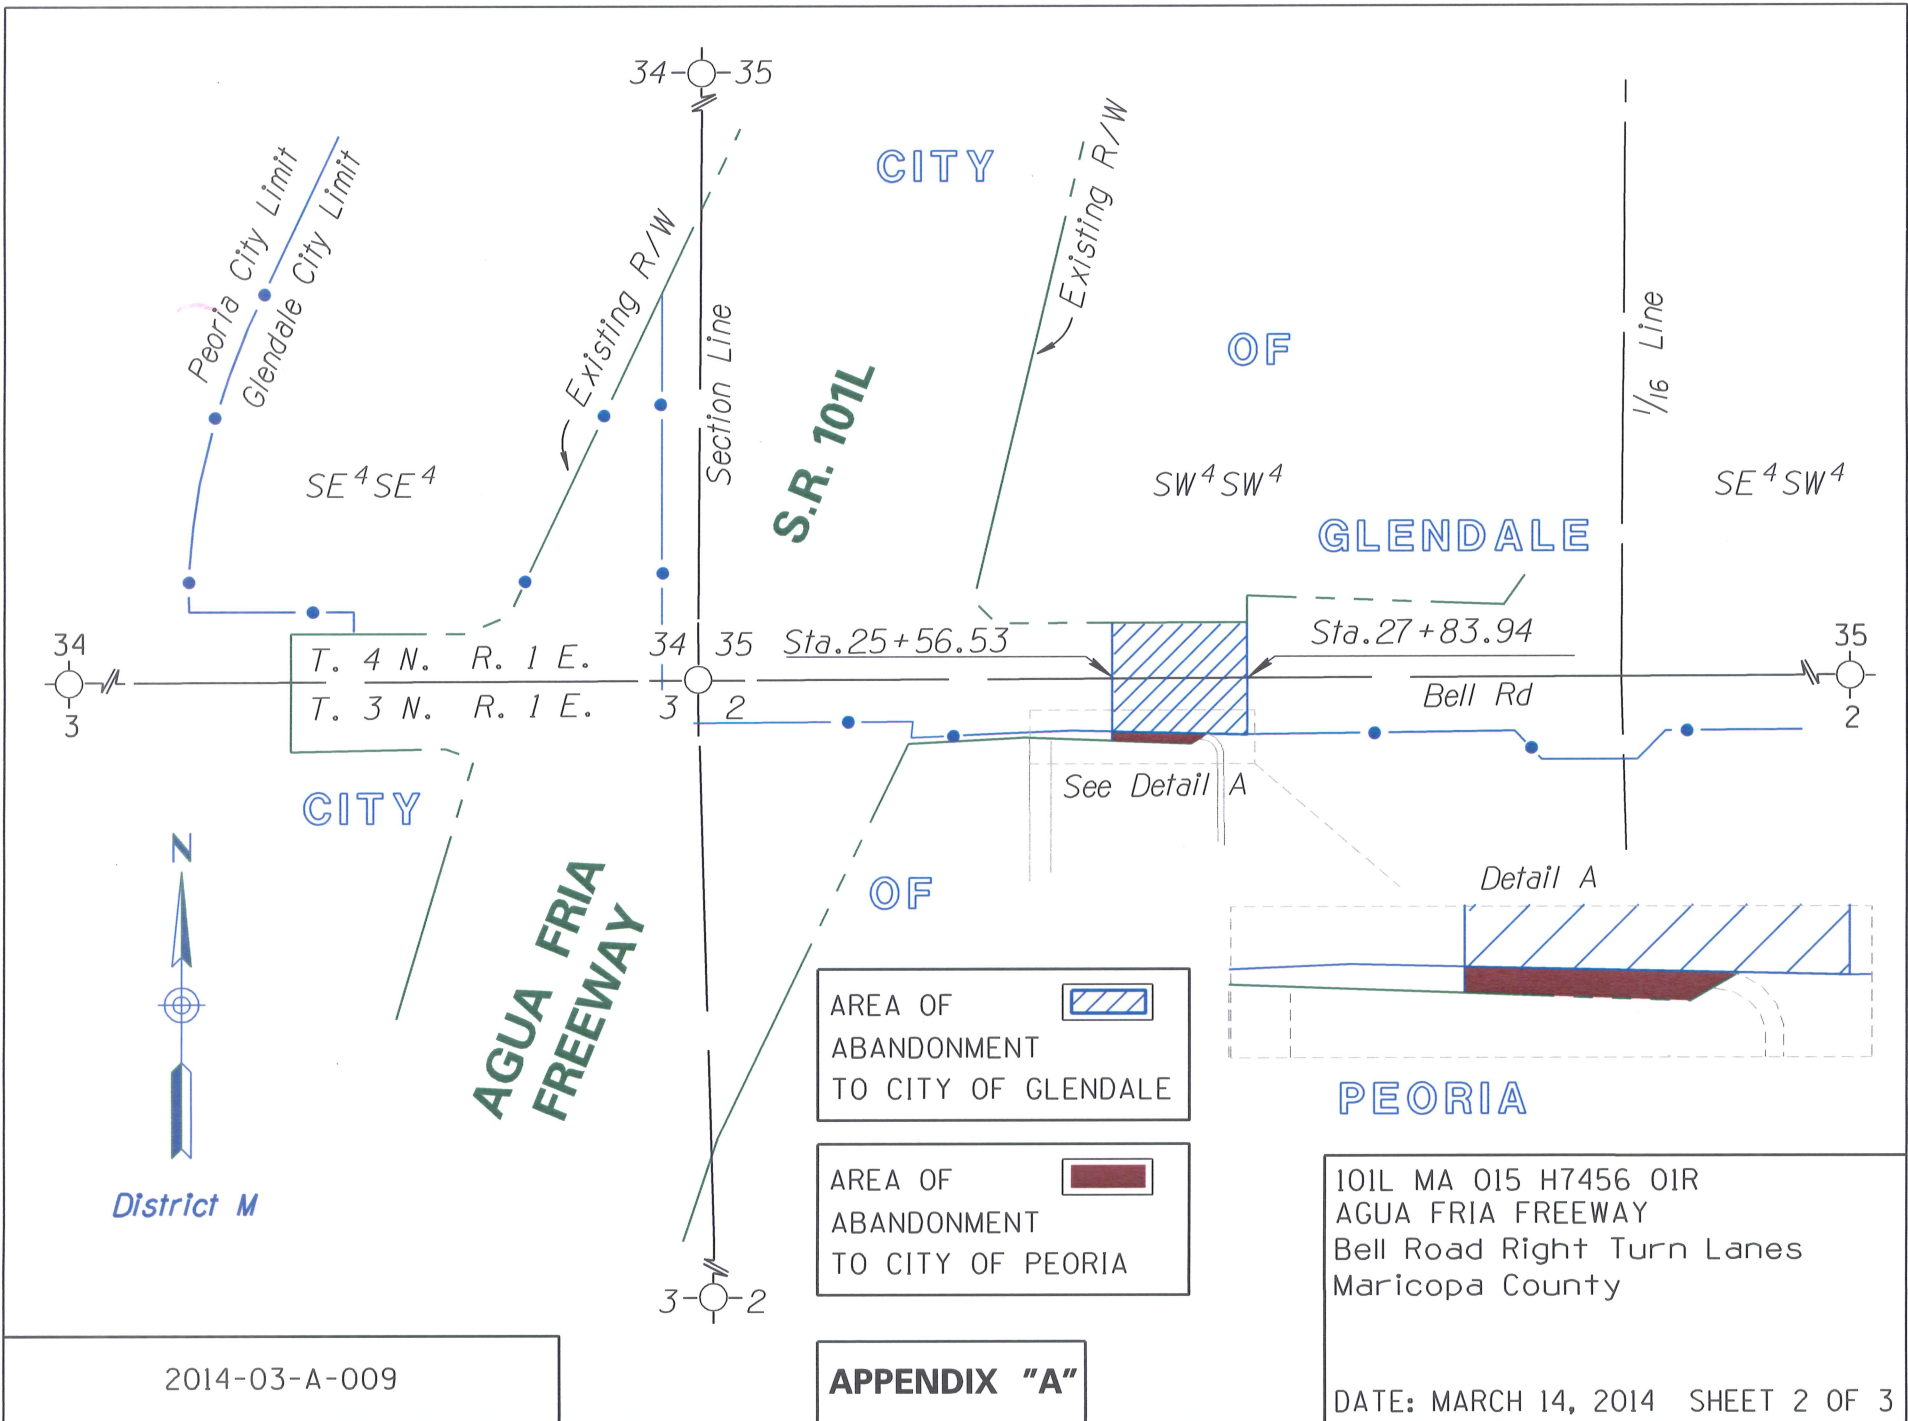 34 35
CITY
Peoria City Limit
Glendale City Limit
Existing R/W
Section Line
Existing R/W
OF
1/16 Line
S.R. 101L
SE⁴SE⁴
SW⁴SW⁴
SE⁴SW⁴
GLENDALE
34
3
T. 4 N. R. 1 E.
T. 3 N. R. 1 E.
34 35
3 2
Sta.25+56.53
Sta.27+83.94
Bell Rd
35
2
See Detail A
CITY
OF
N
District M
AGUA FRIA
FREEWAY
Detail A
PEORIA
AREA OF
ABANDONMENT
TO CITY OF GLENDALE
AREA OF
ABANDONMENT
TO CITY OF PEORIA
3 2
101L MA 015 H7456 01R
AGUA FRIA FREEWAY
Bell Road Right Turn Lanes
Maricopa County
DATE: MARCH 14, 2014 SHEET 2 OF 3
2014-03-A-009
APPENDIX "A"